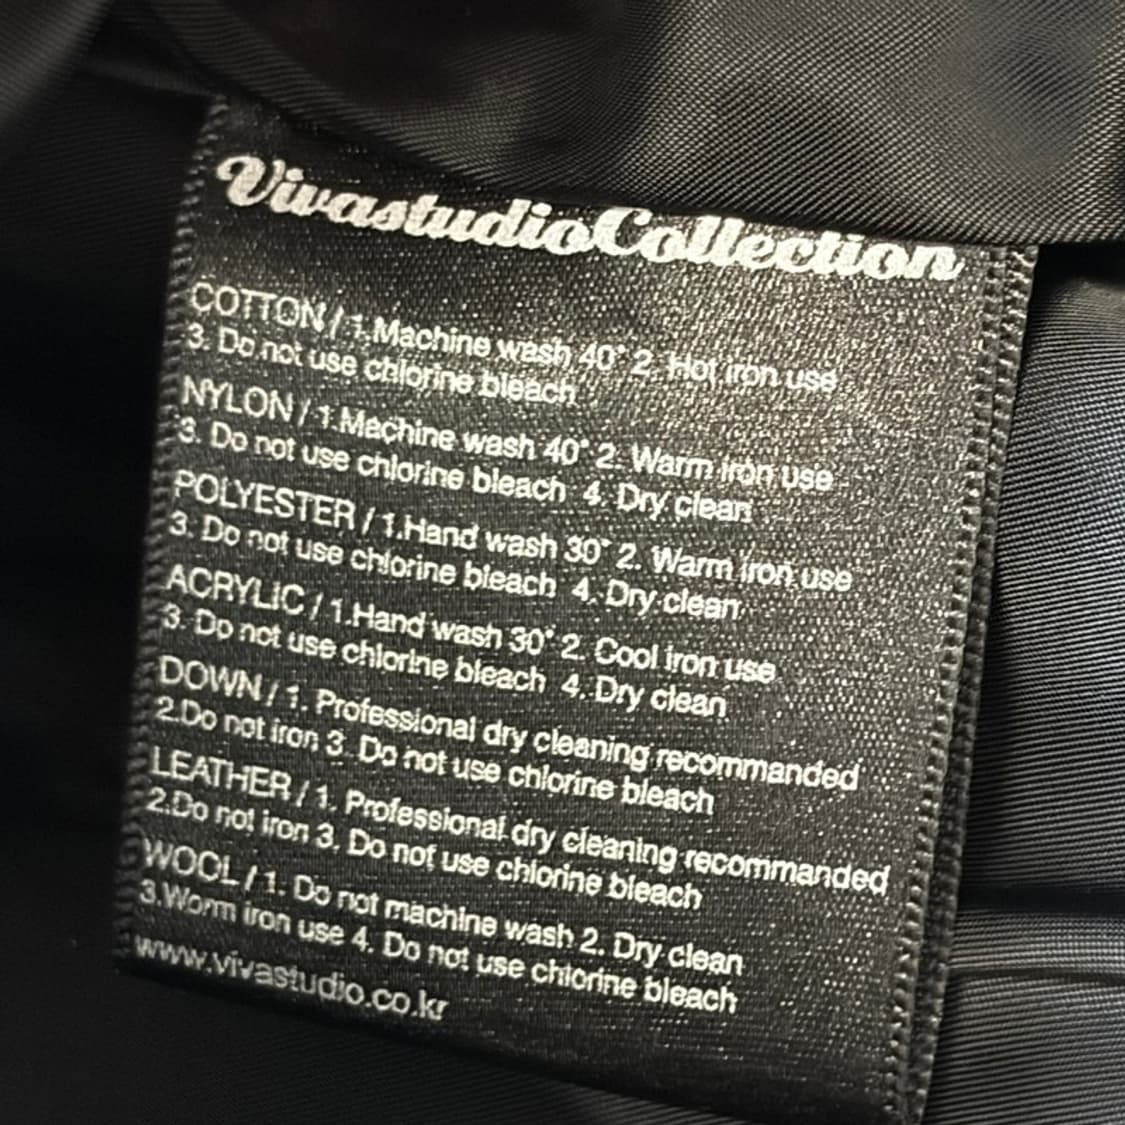 VivastudioCollection
COTTON / 1.Machine wash 40° 2. Hot iron use
3. Do not use chlorine bleach
NYLON / 1.Machine wash 40° 2. Warm iron use
3. Do not use chlorine bleach 4. Dry clean
POLYESTER / 1.Hand wash 30° 2. Warm iron use
3. Do not use chlorine bleach 4. Dry clean
ACRYLIC / 1.Hand wash 30° 2. Cool iron use
3. Do not use chlorine bleach 4. Dry clean
DOWN / 1. Professional dry cleaning recommanded
2.Do not iron 3. Do not use chlorine bleach
LEATHER / 1. Professional dry cleaning recommanded
2.Do not iron 3. Do not use chlorine bleach
WOOL / 1. Do not machine wash 2. Dry clean
3.Worm iron use 4. Do not use chlorine bleach
www.vivastudio.co.kr